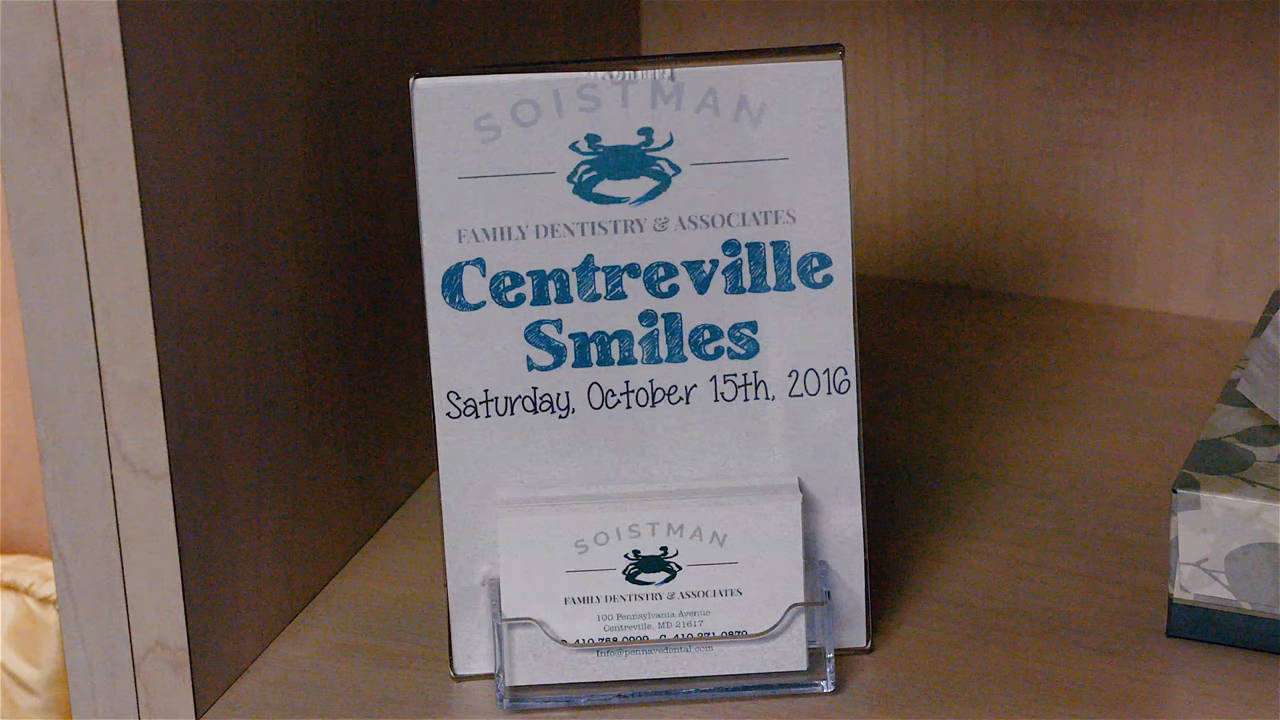 SOISTMAN
FAMILY DENTISTRY & ASSOCIATES
Centreville
Smiles
Saturday, October 15th, 2016
SOISTMAN
FAMILY DENTISTRY & ASSOCIATES
100 Pennsylvania Avenue
Centreville, MD 21617
Info@pennavedental.com